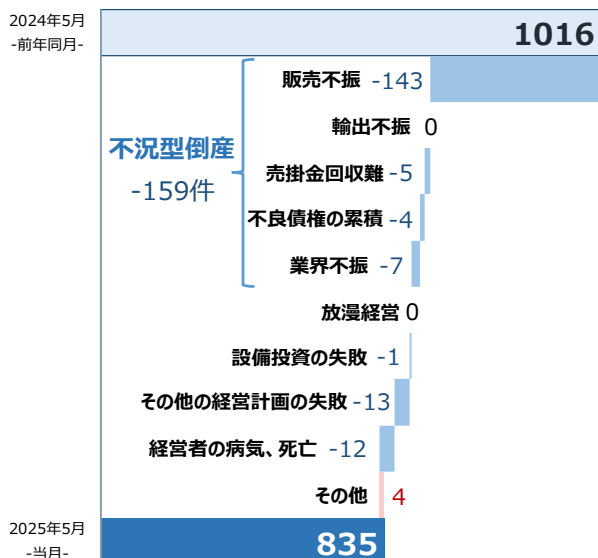 2024年5月
-前年同月-
1016
販売不振 -143
輸出不振 0
不況型倒産
-159件
売掛金回収難 -5
不良債権の累積 -4
業界不振 -7
放漫経営 0
設備投資の失敗 -1
その他の経営計画の失敗 -13
経営者の病気、死亡 -12
その他 4
2025年5月
-当月-
835